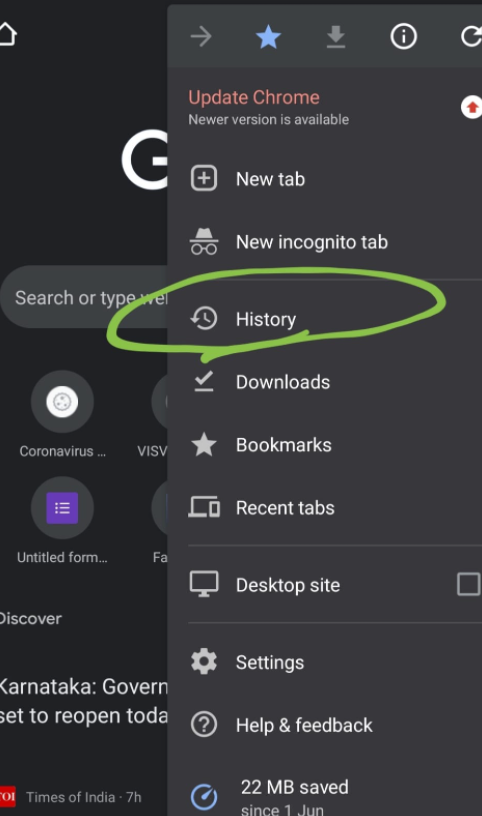 Update Chrome
Newer version is available
New tab
New incognito tab
Search or type wel
History
Downloads
Coronavirus ...
VISV
Bookmarks
Recent tabs
Untitled form...
Fa
Desktop site
Discover
Settings
Karnataka: Govern
set to reopen toda
Help & feedback
22 MB saved
since 1 Jun
TOI
Times of India · 7h